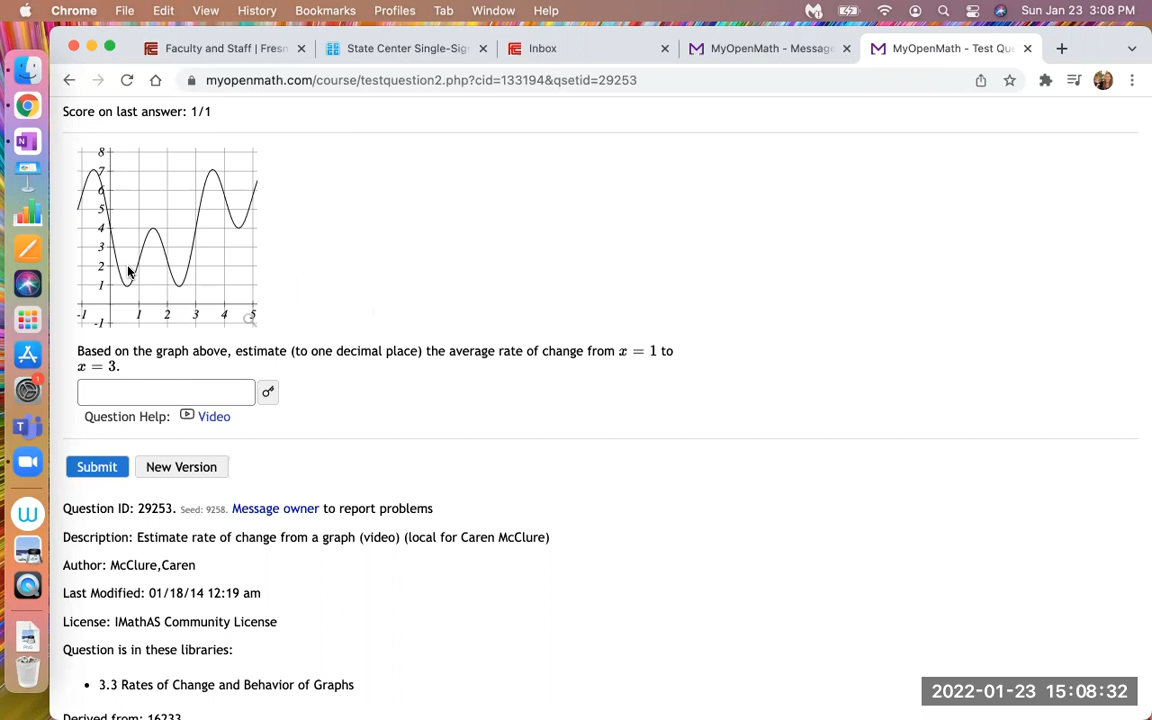 Chrome File Edit View History Bookmarks Profiles Tab Window Help Sun Jan 23 3:08 PM
Faculty and Staff | Fresn State Center Single-Sig Inbox MyOpenMath - Message MyOpenMath - Test Qu
myopenmath.com/course/testquestion2.php?cid=133194&qsetid=29253
Score on last answer: 1/1
8
7
6
5
4
3
2
1
-1 1 2 3 4 5
-1
Based on the graph above, estimate (to one decimal place) the average rate of change from x = 1 to
x = 3.
Question Help: Video
Submit New Version
Question ID: 29253. Seed: 9258. Message owner to report problems
Description: Estimate rate of change from a graph (video) (local for Caren McClure)
Author: McClure,Caren
Last Modified: 01/18/14 12:19 am
License: IMathAS Community License
Question is in these libraries:
• 3.3 Rates of Change and Behavior of Graphs
Derived from: 16233
2022-01-23 15:08:32